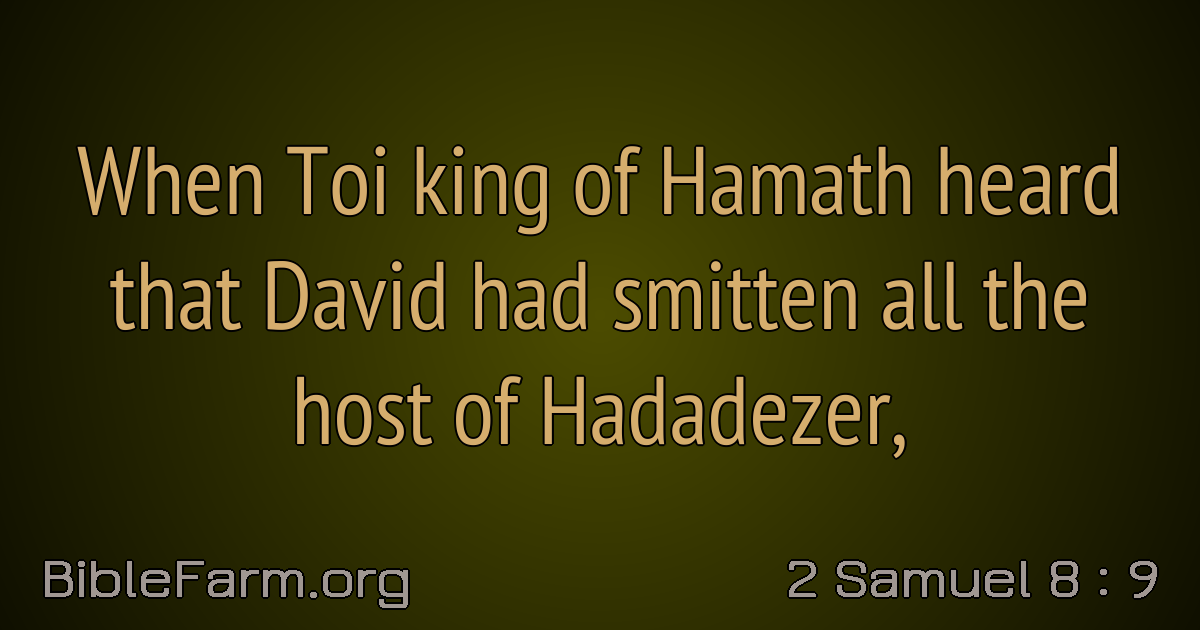 When Toi king of Hamath heard
that David had smitten all the
host of Hadadezer,
BibleFarm.org
2 Samuel 8 : 9